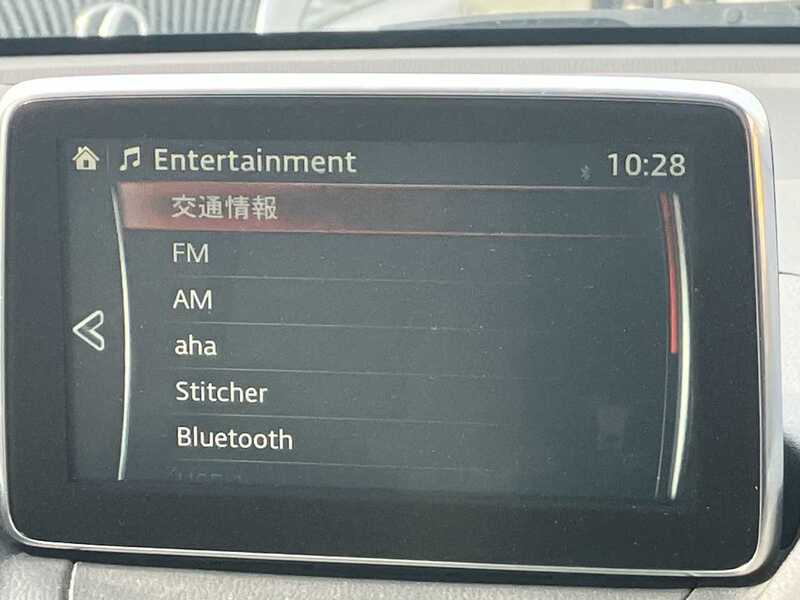 Entertainment 10:28
交通情報
FM
AM
aha
Stitcher
Bluetooth